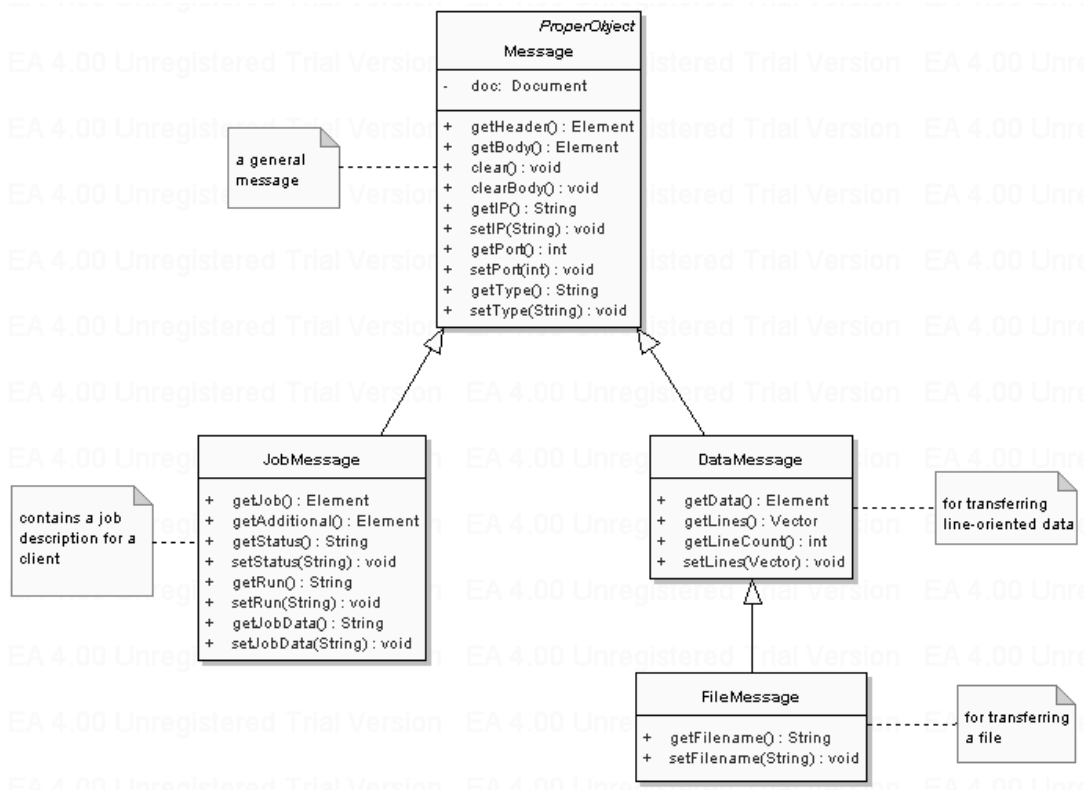 ProperObject
Message
- doc: Document
+ getHeader() : Element
+ getBody() : Element
+ clear() : void
+ clearBody() : void
+ getIP() : String
+ setIP(String) : void
+ getPort() : int
+ setPort(int) : void
+ getType() : String
+ setType(String) : void
a general
message
JobMessage
+ getJob() : Element
+ getAdditional() : Element
+ getStatus() : String
+ setStatus(String) : void
+ getRun() : String
+ setRun(String) : void
+ getJobData() : String
+ setJobData(String) : void
contains a job
description for a
client
DataMessage
+ getData() : Element
+ getLines() : Vector
+ getLineCount() : int
+ setLines(Vector) : void
for transferring
line-oriented data
FileMessage
+ getFilename() : String
+ setFilename(String) : void
for transferring
a file
EA 4.00 Unregistered Trial Version